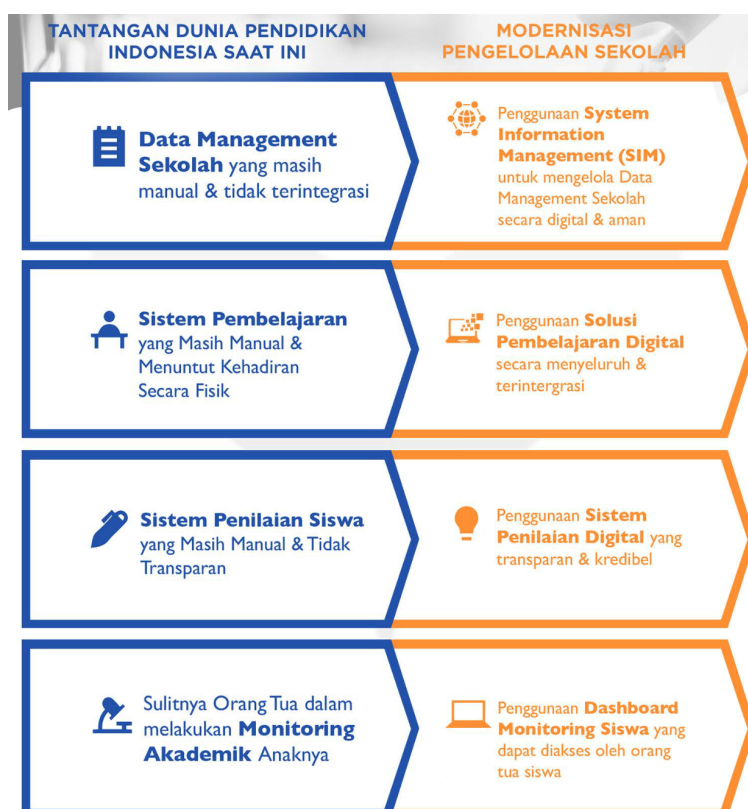 TANTANGAN DUNIA PENDIDIKAN
INDONESIA SAAT INI
MODERNISASI
PENGELOLAAN SEKOLAH
Data Management
Sekolah yang masih
manual & tidak terintegrasi
Penggunaan System
Information
Management (SIM)
untuk mengelola Data
Management Sekolah
secara digital & aman
Sistem Pembelajaran
yang Masih Manual &
Menuntut Kehadiran
Secara Fisik
Penggunaan Solusi
Pembelajaran Digital
secara menyeluruh &
terintergrasi
Sistem Penilaian Siswa
yang Masih Manual & Tidak
Transparan
Penggunaan Sistem
Penilaian Digital yang
transparan & kredibel
Sulitnya Orang Tua dalam
melakukan Monitoring
Akademik Anaknya
Penggunaan Dashboard
Monitoring Siswa yang
dapat diakses oleh orang
tua siswa